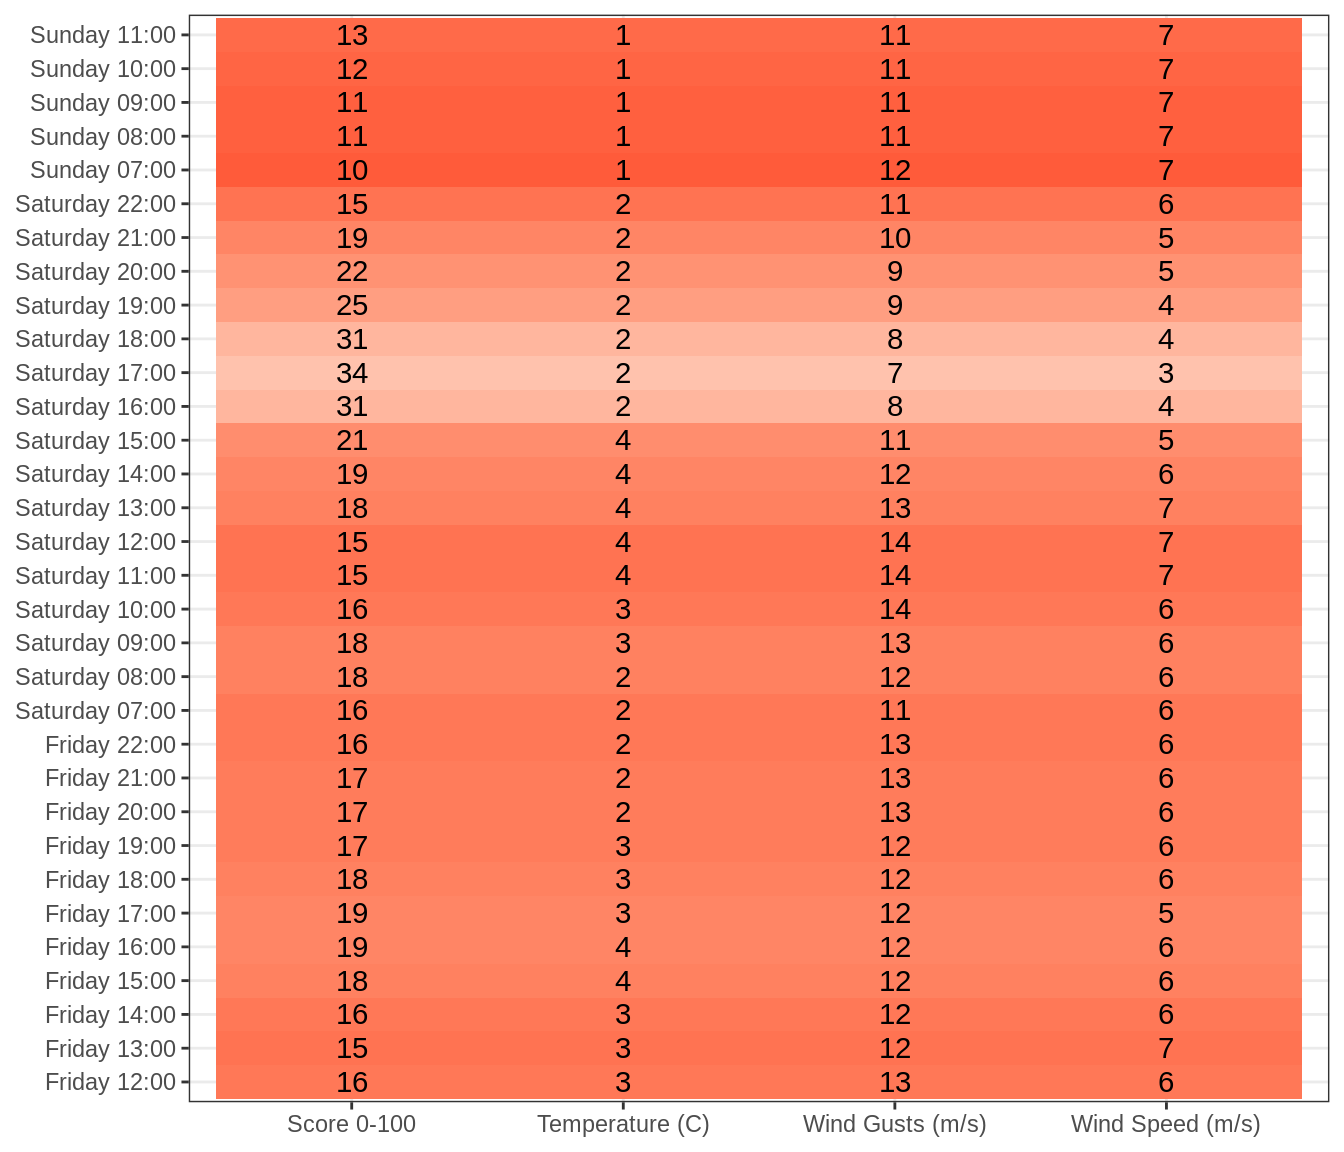 Sunday 11:00 13 1 11 7
Sunday 10:00 12 1 11 7
Sunday 09:00 11 1 11 7
Sunday 08:00 11 1 11 7
Sunday 07:00 10 1 12 7
Saturday 22:00 15 2 11 6
Saturday 21:00 19 2 10 5
Saturday 20:00 22 2 9 5
Saturday 19:00 25 2 9 4
Saturday 18:00 31 2 8 4
Saturday 17:00 34 2 7 3
Saturday 16:00 31 2 8 4
Saturday 15:00 21 4 11 5
Saturday 14:00 19 4 12 6
Saturday 13:00 18 4 13 7
Saturday 12:00 15 4 14 7
Saturday 11:00 15 4 14 7
Saturday 10:00 16 3 14 6
Saturday 09:00 18 3 13 6
Saturday 08:00 18 2 12 6
Saturday 07:00 16 2 11 6
Friday 22:00 16 2 13 6
Friday 21:00 17 2 13 6
Friday 20:00 17 2 13 6
Friday 19:00 17 3 12 6
Friday 18:00 18 3 12 6
Friday 17:00 19 3 12 5
Friday 16:00 19 4 12 6
Friday 15:00 18 4 12 6
Friday 14:00 16 3 12 6
Friday 13:00 15 3 12 7
Friday 12:00 16 3 13 6
Score 0-100 Temperature (C) Wind Gusts (m/s) Wind Speed (m/s)